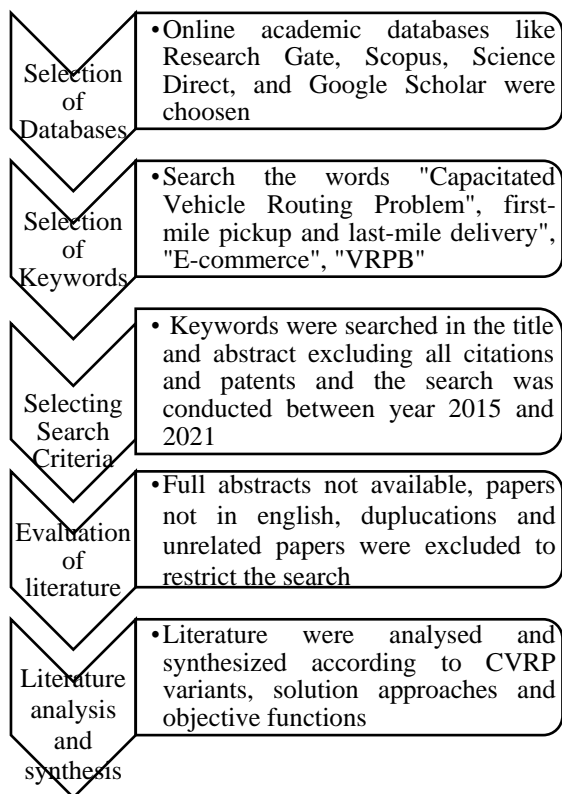 Selection
of
Databases
•Online academic databases like
Research Gate, Scopus, Science
Direct, and Google Scholar were
choosen
Selection
of
Keywords
•Search the words "Capacitated
Vehicle Routing Problem", first-
mile pickup and last-mile delivery",
"E-commerce", "VRPB"
Selecting
Search
Criteria
• Keywords were searched in the title
and abstract excluding all citations
and patents and the search was
conducted between year 2015 and
2021
Evaluation
of
literature
•Full abstracts not available, papers
not in english, duplucations and
unrelated papers were excluded to
restrict the search
Literature
analysis
and
synthesis
•Literature were analysed and
synthesized according to CVRP
variants, solution approaches and
objective functions